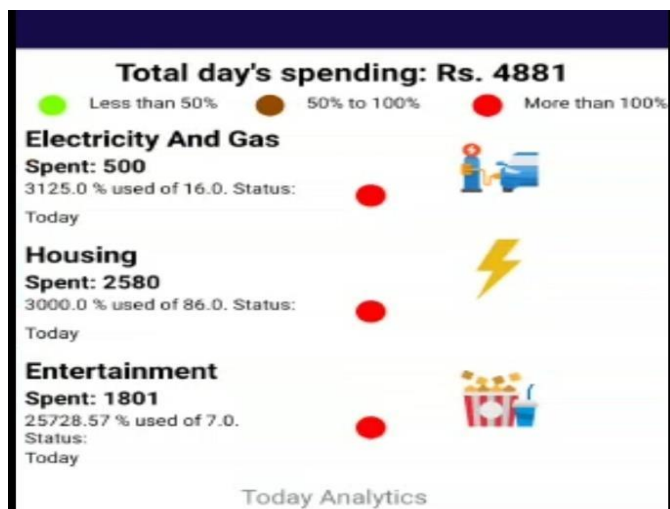 Total day's spending: Rs. 4881
Less than 50% 50% to 100% More than 100%
Electricity And Gas
Spent: 500
3125.0 % used of 16.0. Status:
Today
Housing
Spent: 2580
3000.0 % used of 86.0. Status:
Today
Entertainment
Spent: 1801
25728.57 % used of 7.0.
Status:
Today
Today Analytics